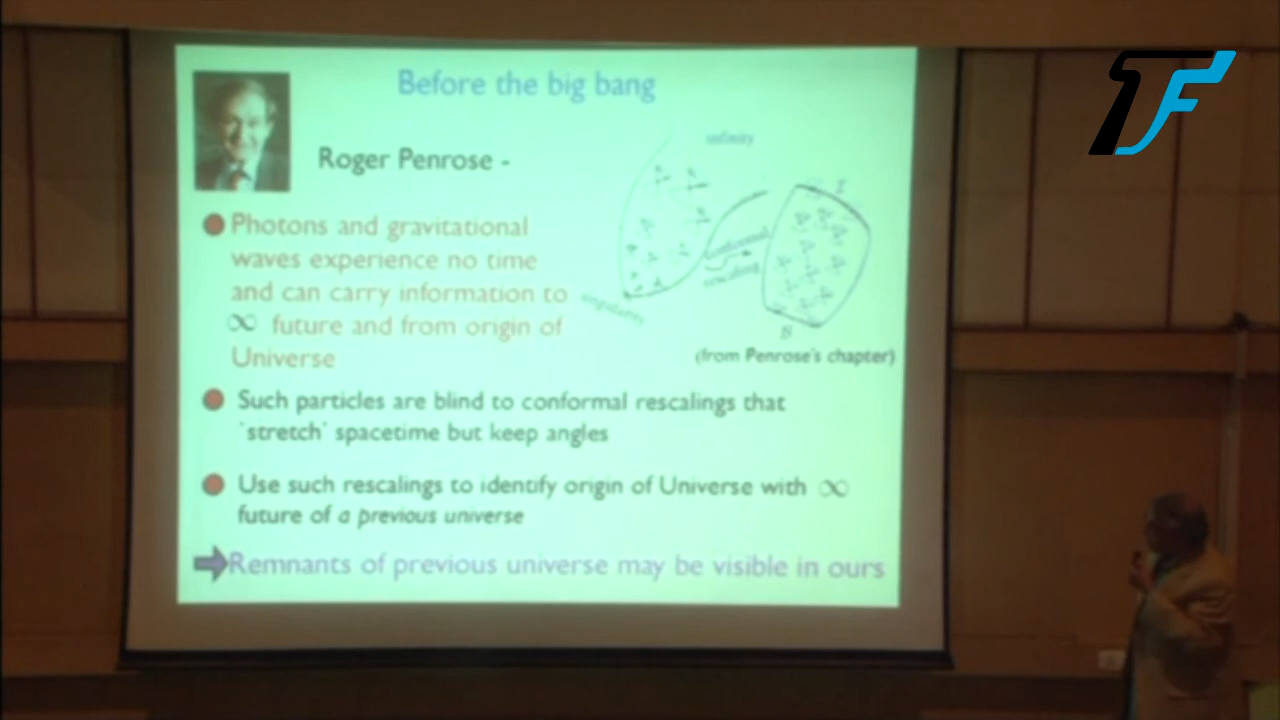 Before the big bang
infinity
Roger Penrose -
Photons and gravitational
waves experience no time
and can carry information to
∞ future and from origin of
Universe
conformal
rescaling
singularity
(from Penrose's chapter)
Such particles are blind to conformal rescalings that
'stretch' spacetime but keep angles
Use such rescalings to identify origin of Universe with ∞
future of a previous universe
Remnants of previous universe may be visible in ours
TF